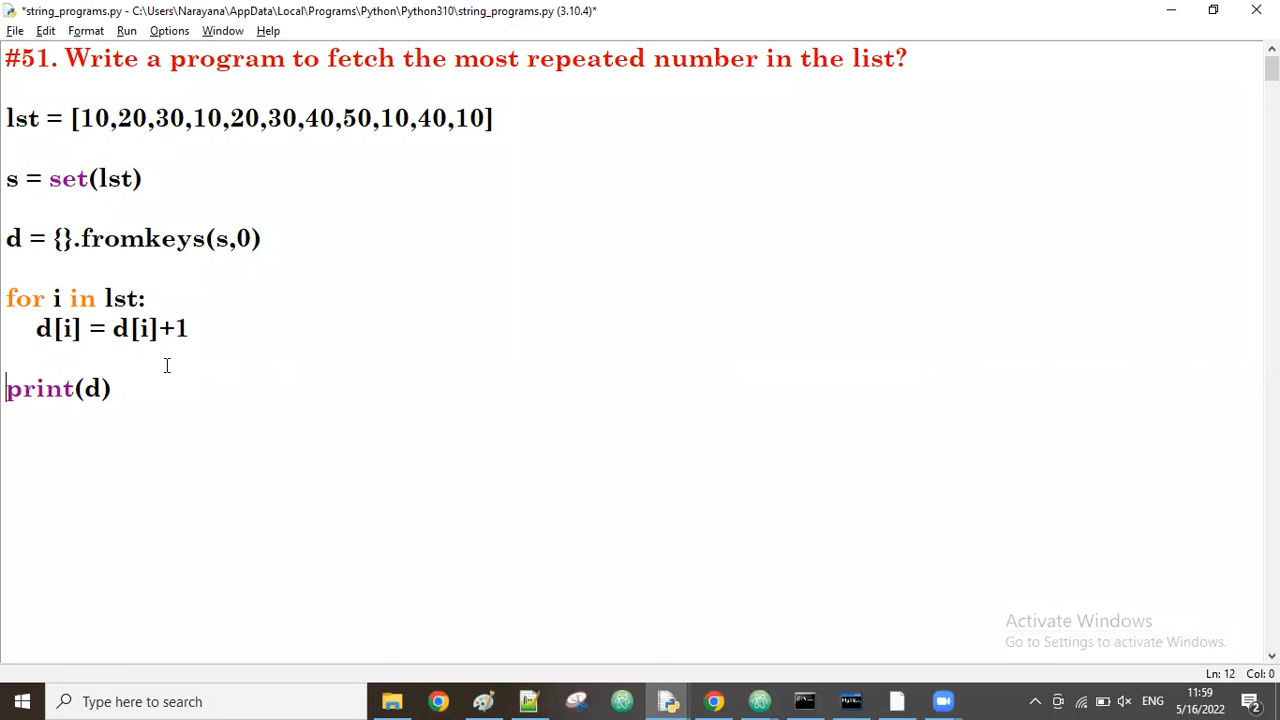 *string_programs.py - C:\Users\Narayana\AppData\Local\Programs\Python\Python310\string_programs.py (3.10.4)*
File Edit Format Run Options Window Help
#51. Write a program to fetch the most repeated number in the list?
lst = [10,20,30,10,20,30,40,50,10,40,10]
s = set(lst)
d = {}.fromkeys(s,0)
for i in lst:
    d[i] = d[i]+1
print(d)
Activate Windows
Go to Settings to activate Windows.
Ln: 12 Col: 0
Type here to search
ENG
11:59
5/16/2022
2